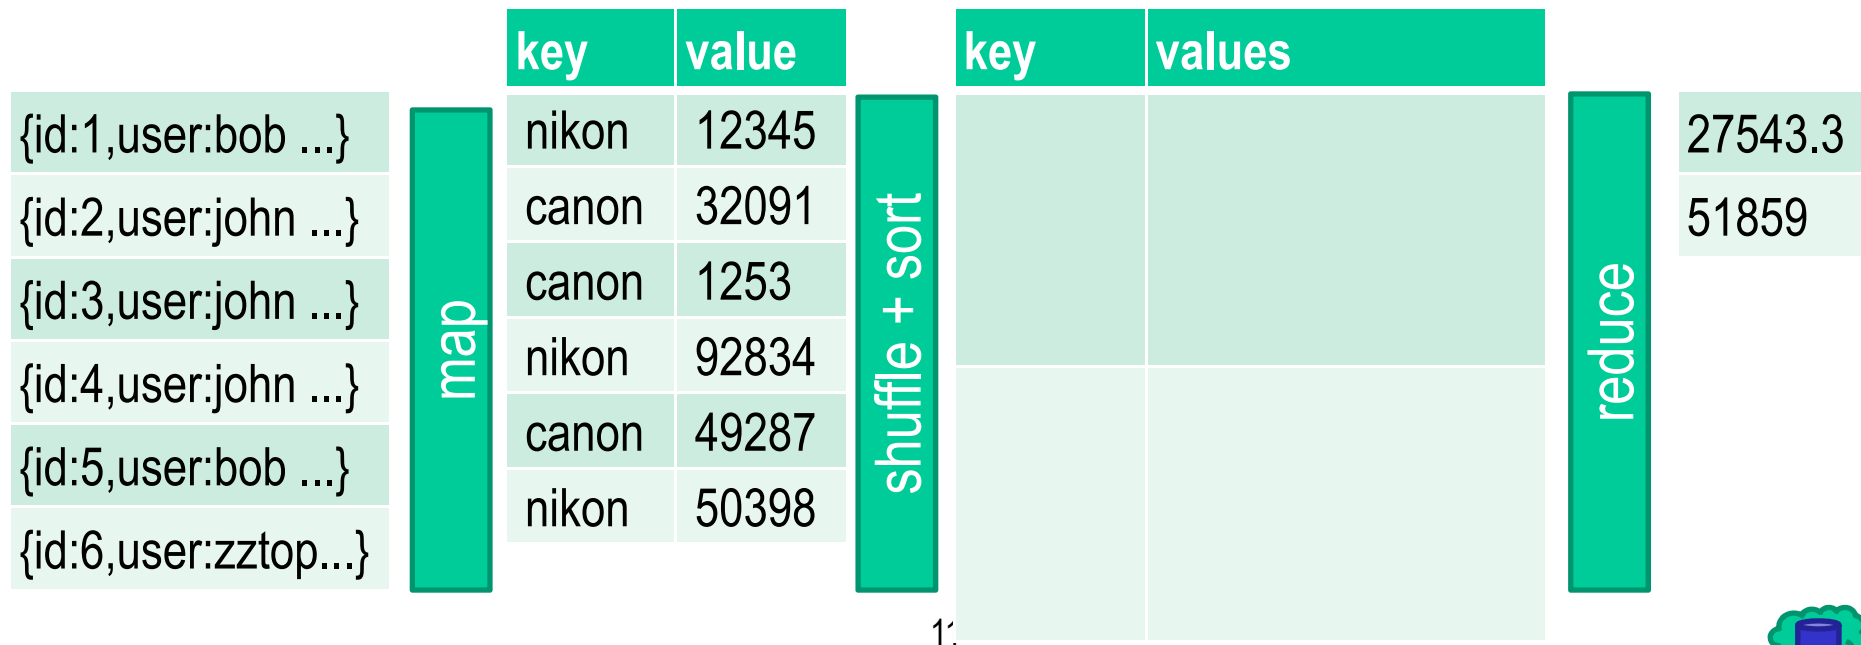 key value
key values
{id:1,user:bob ...}
{id:2,user:john ...}
{id:3,user:john ...}
{id:4,user:john ...}
{id:5,user:bob ...}
{id:6,user:zztop...}
map
nikon 12345
canon 32091
canon 1253
nikon 92834
canon 49287
nikon 50398
shuffle + sort
reduce
27543.3
51859